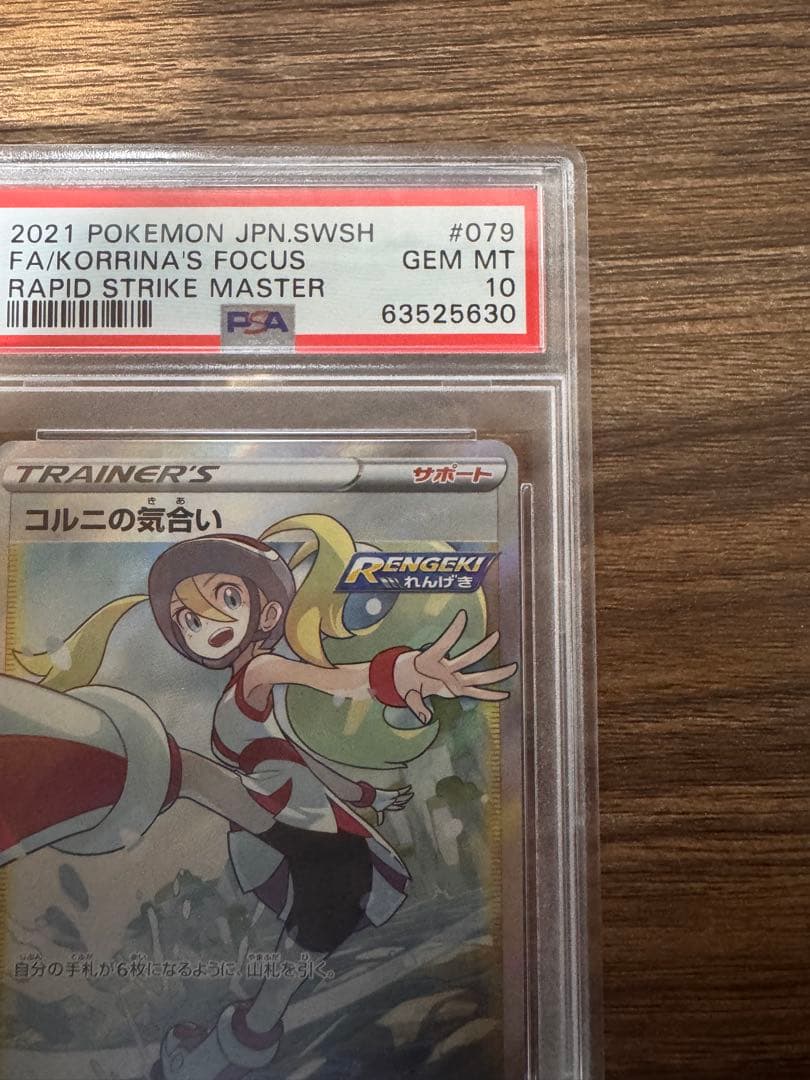 2021 POKEMON JPN.SWSH #079
FA/KORRINA'S FOCUS GEM MT
RAPID STRIKE MASTER 10
PSA 63525630
TRAINER'S サポート
コルニの気合い
RENGEKI
れんげき
自分の手札が6枚になるように、山札を引く。